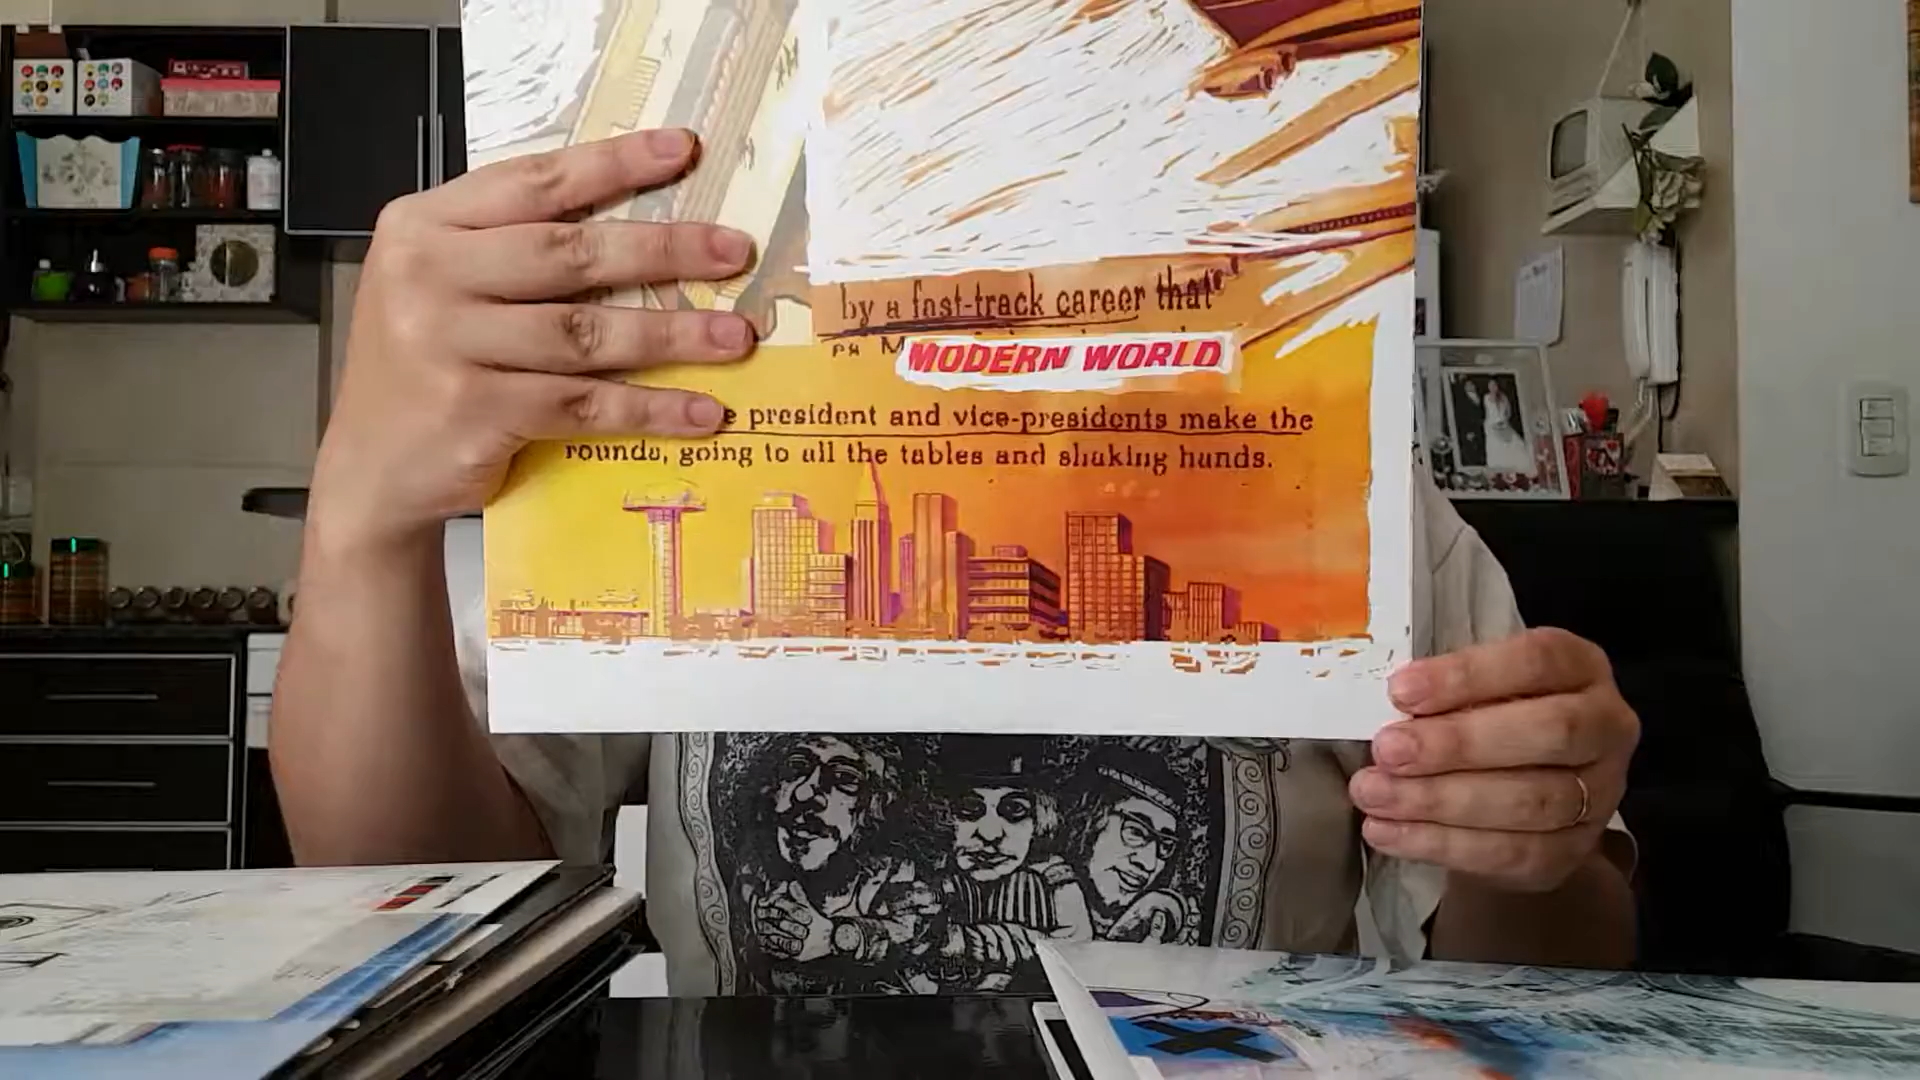 by a fast-track career that
MODERN WORLD
president and vice-presidents make the
rounds, going to all the tables and shaking hands.